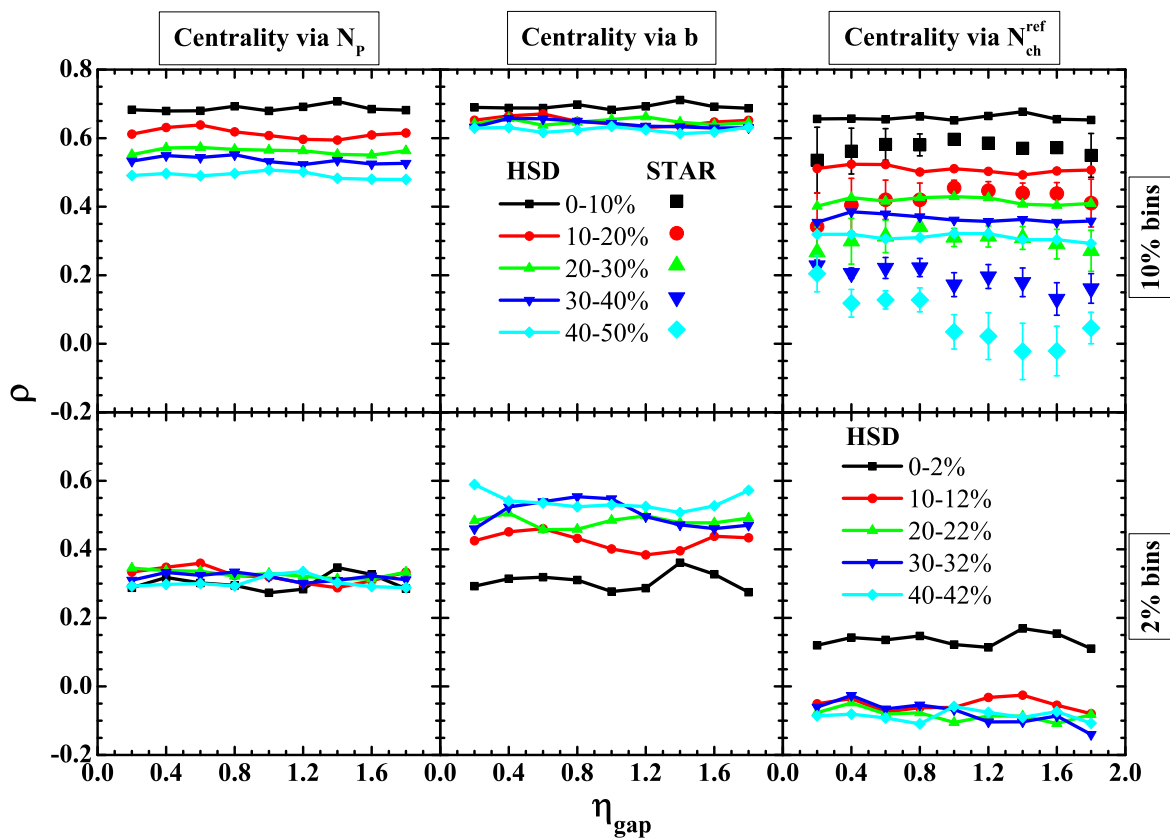 Centrality via N_P
Centrality via b
Centrality via N_ch^ref
0.8
0.6
0.4
0.2
0.0
-0.2
0.6
0.4
0.2
0.0
-0.2
ρ
HSD STAR
0-10%
10-20%
20-30%
30-40%
40-50%
10% bins
HSD
0-2%
10-12%
20-22%
30-32%
40-42%
2% bins
0.0 0.4 0.8 1.2 1.6 0.0 0.4 0.8 1.2 1.6 0.4 0.8 1.2 1.6 2.0
η_gap